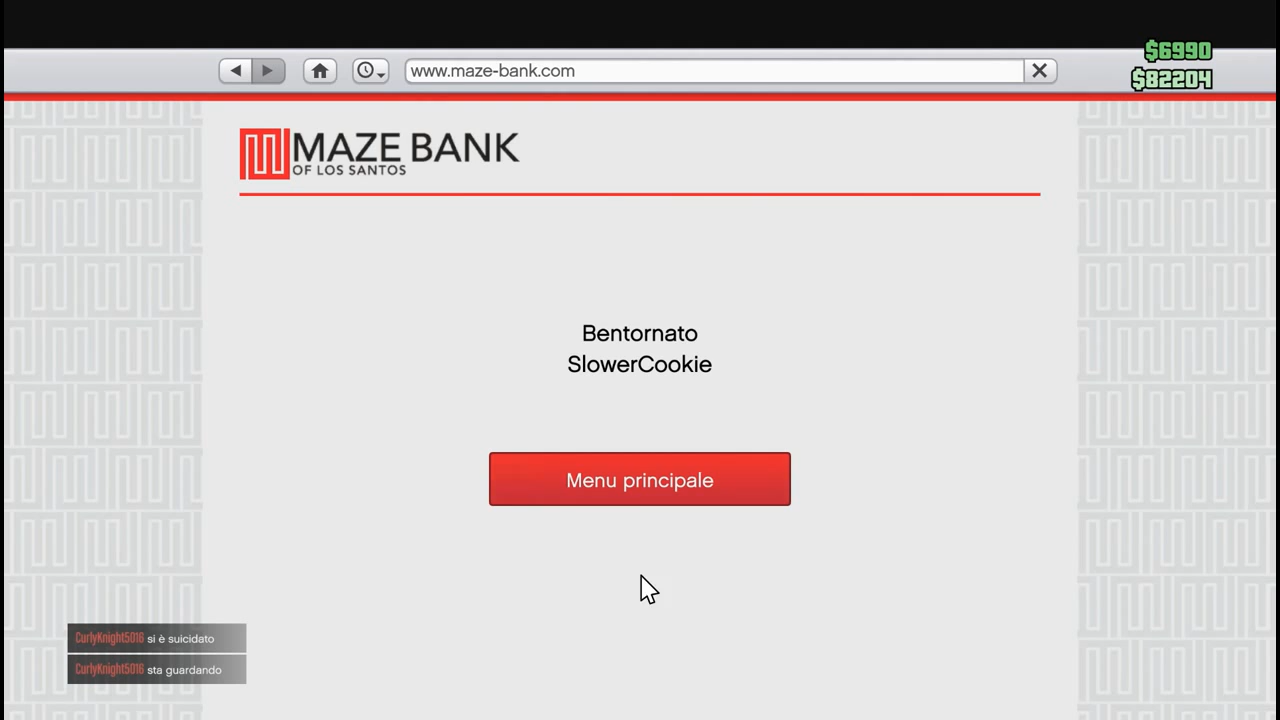 www.maze-bank.com
$6990
$82204
MAZE BANK
OF LOS SANTOS
Bentornato
SlowerCookie
Menu principale
CurlyKnight5016 si è suicidato
CurlyKnight5016 sta guardando